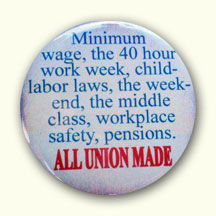 Minimum
wage, the 40 hour
work week, child-
labor laws, the week-
end, the middle
class, workplace
safety, pensions.
ALL UNION MADE